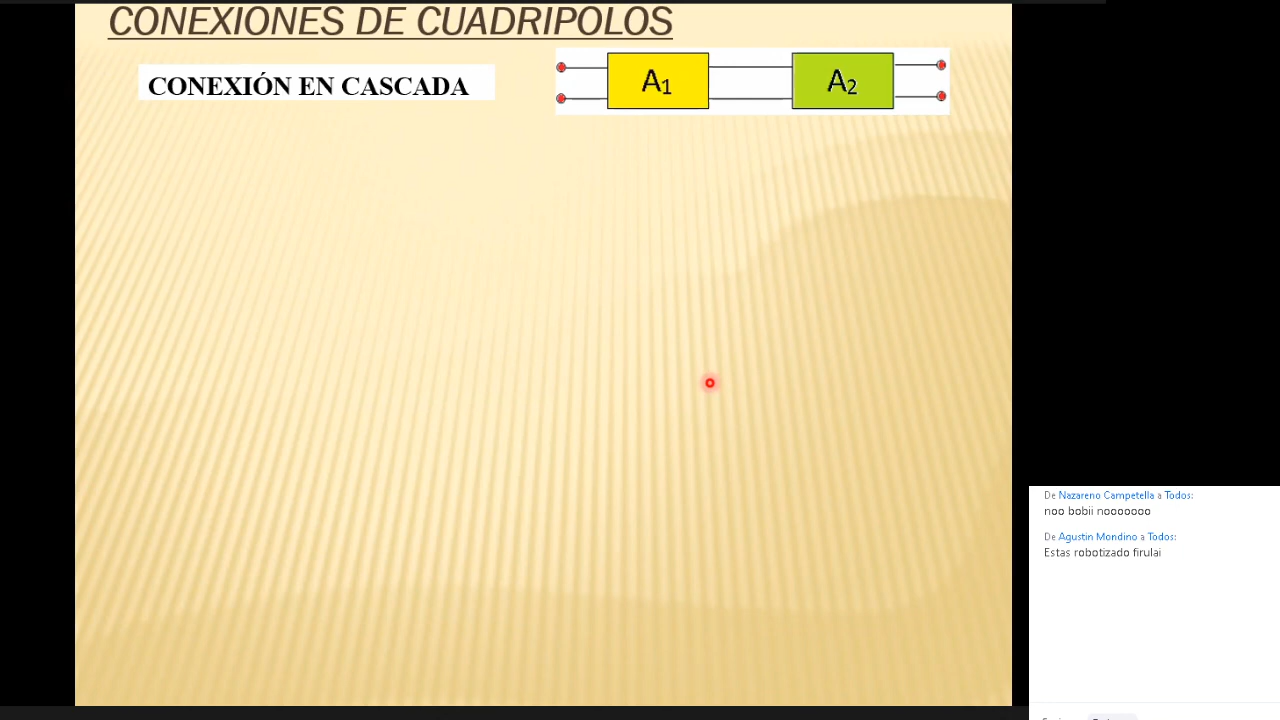 CONEXIONES DE CUADRIPOLOS
CONEXIÓN EN CASCADA
A1
A2
De Nazareno Campetella a Todos:
noo bobii nooooooo
De Agustin Mondino a Todos:
Estas robotizado firulai